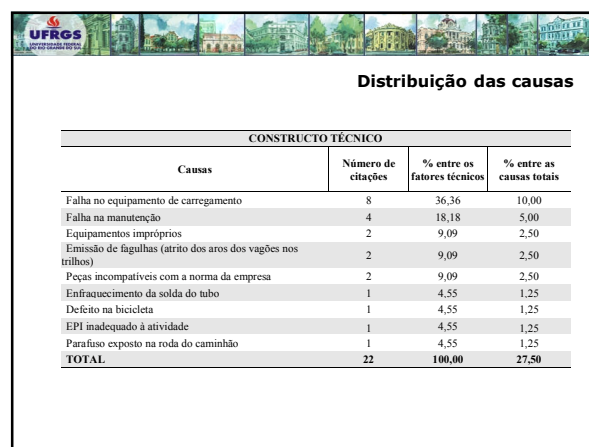 UFRGS
UNIVERSIDADE FEDERAL
DO RIO GRANDE DO SUL
Distribuição das causas
CONSTRUCTO TÉCNICO
Causas Número de citações % entre os fatores técnicos % entre as causas totais
Falha no equipamento de carregamento 8 36,36 10,00
Falha na manutenção 4 18,18 5,00
Equipamentos impróprios 2 9,09 2,50
Emissão de fagulhas (atrito dos aros dos vagões nos
trilhos) 2 9,09 2,50
Peças incompatíveis com a norma da empresa 2 9,09 2,50
Enfraquecimento da solda do tubo 1 4,55 1,25
Defeito na bicicleta 1 4,55 1,25
EPI inadequado à atividade 1 4,55 1,25
Parafuso exposto na roda do caminhão 1 4,55 1,25
TOTAL 22 100,00 27,50